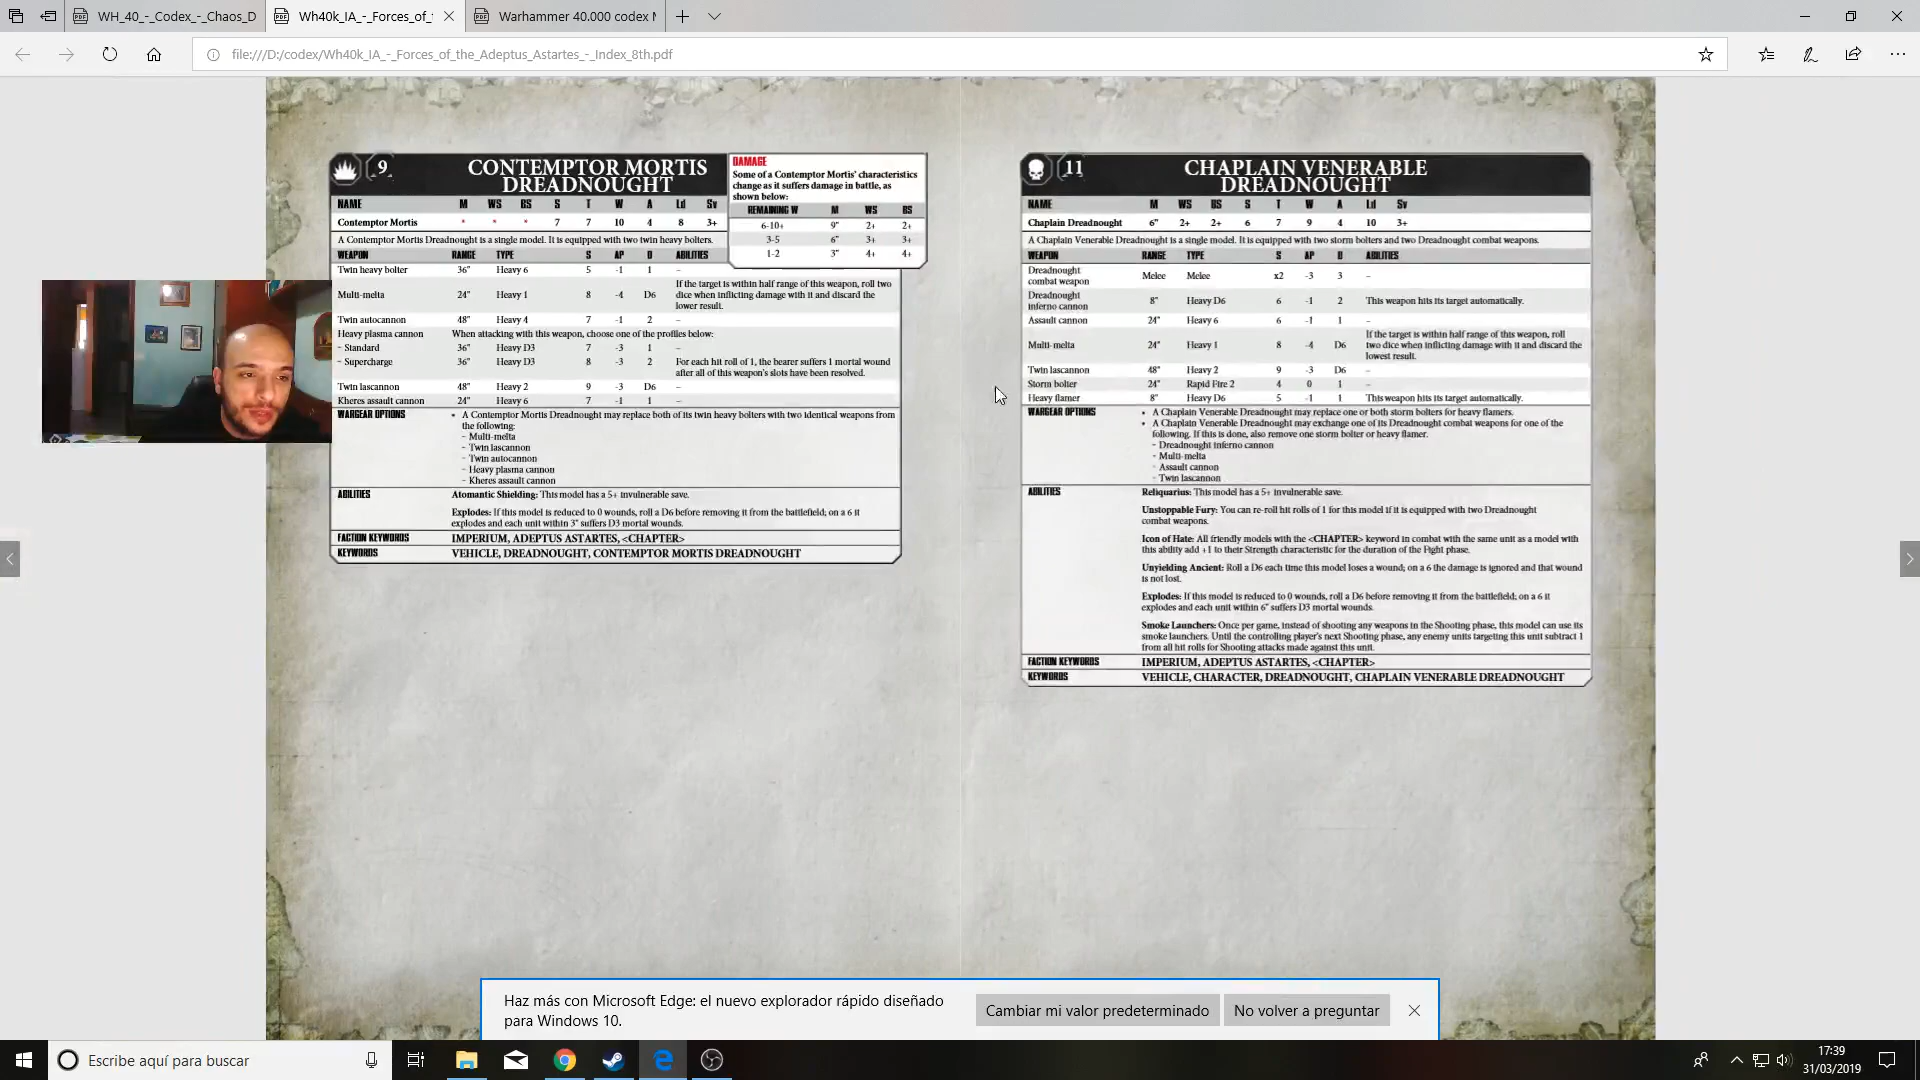 WH_40_-_Codex_-_Chaos_D
Wh40k_IA_-_Forces_of_t
Warhammer 40.000 codex M
file:///D:/codex/Wh40k_IA_-_Forces_of_the_Adeptus_Astartes_-_Index_8th.pdf
9
CONTEMPTOR MORTIS
DREADNOUGHT
NAME M WS BS S T W A Ld Sv
Contemptor Mortis * * * 7 7 10 4 8 3+
A Contemptor Mortis Dreadnought is a single model. It is equipped with two twin heavy bolters.
DAMAGE
Some of a Contemptor Mortis' characteristics
change as it suffers damage in battle, as
shown below:
REMAINING W M WS BS
6-10+ 9" 2+ 2+
3-5 6" 3+ 3+
1-2 3" 4+ 4+
WEAPON RANGE TYPE S AP D ABILITIES
Twin heavy bolter 36" Heavy 6 5 -1 1 –
Multi-melta 24" Heavy 1 8 -4 D6 If the target is within half range of this weapon, roll two
dice when inflicting damage with it and discard the
lower result.
Twin autocannon 48" Heavy 4 7 -1 2 –
Heavy plasma cannon When attacking with this weapon, choose one of the profiles below:
- Standard 36" Heavy D3 7 -3 1 –
- Supercharge 36" Heavy D3 8 -3 2 For each hit roll of 1, the bearer suffers 1 mortal wound
after all of this weapon's slots have been resolved.
Twin lascannon 48" Heavy 2 9 -3 D6 –
Kheres assault cannon 24" Heavy 6 7 -1 1 –
WARGEAR OPTIONS • A Contemptor Mortis Dreadnought may replace both of its twin heavy bolters with two identical weapons from
the following:
- Multi-melta
- Twin lascannon
- Twin autocannon
- Heavy plasma cannon
- Kheres assault cannon
ABILITIES Atomantic Shielding: This model has a 5+ invulnerable save.
Explodes: If this model is reduced to 0 wounds, roll a D6 before removing it from the battlefield; on a 6 it
explodes and each unit within 3" suffers D3 mortal wounds.
FACTION KEYWORDS IMPERIUM, ADEPTUS ASTARTES, <CHAPTER>
KEYWORDS VEHICLE, DREADNOUGHT, CONTEMPTOR MORTIS DREADNOUGHT
11
CHAPLAIN VENERABLE
DREADNOUGHT
NAME M WS BS S T W A Ld Sv
Chaplain Dreadnought 6" 2+ 2+ 6 7 9 4 10 3+
A Chaplain Venerable Dreadnought is a single model. It is equipped with two storm bolters and two Dreadnought combat weapons.
WEAPON RANGE TYPE S AP D ABILITIES
Dreadnought
combat weapon Melee Melee x2 -3 3 –
Dreadnought
inferno cannon 8" Heavy D6 6 -1 2 This weapon hits its target automatically.
Assault cannon 24" Heavy 6 6 -1 1 –
Multi-melta 24" Heavy 1 8 -4 D6 If the target is within half range of this weapon, roll
two dice when inflicting damage with it and discard the
lowest result.
Twin lascannon 48" Heavy 2 9 -3 D6 –
Storm bolter 24" Rapid Fire 2 4 0 1 –
Heavy flamer 8" Heavy D6 5 -1 1 This weapon hits its target automatically.
WARGEAR OPTIONS • A Chaplain Venerable Dreadnought may replace one or both storm bolters for heavy flamers.
• A Chaplain Venerable Dreadnought may exchange one of its Dreadnought combat weapons for one of the
following. If this is done, also remove one storm bolter or heavy flamer.
- Dreadnought inferno cannon
- Multi-melta
- Assault cannon
- Twin lascannon
ABILITIES Reliquarius: This model has a 5+ invulnerable save.
Unstoppable Fury: You can re-roll hit rolls of 1 for this model if it is equipped with two Dreadnought
combat weapons.
Icon of Hate: All friendly models with the <CHAPTER> keyword in combat with the same unit as a model with
this ability add +1 to their Strength characteristic for the duration of the Fight phase.
Unyielding Ancient: Roll a D6 each time this model loses a wound; on a 6 the damage is ignored and that wound
is not lost.
Explodes: If this model is reduced to 0 wounds, roll a D6 before removing it from the battlefield; on a 6 it
explodes and each unit within 6" suffers D3 mortal wounds.
Smoke Launchers: Once per game, instead of shooting any weapons in the Shooting phase, this model can use its
smoke launchers. Until the controlling player's next Shooting phase, any enemy units targeting this unit subtract 1
from all hit rolls for Shooting attacks made against this unit.
FACTION KEYWORDS IMPERIUM, ADEPTUS ASTARTES, <CHAPTER>
KEYWORDS VEHICLE, CHARACTER, DREADNOUGHT, CHAPLAIN VENERABLE DREADNOUGHT
Haz más con Microsoft Edge: el nuevo explorador rápido diseñado
para Windows 10.
Cambiar mi valor predeterminado
No volver a preguntar
Escribe aquí para buscar
17:39
31/03/2019